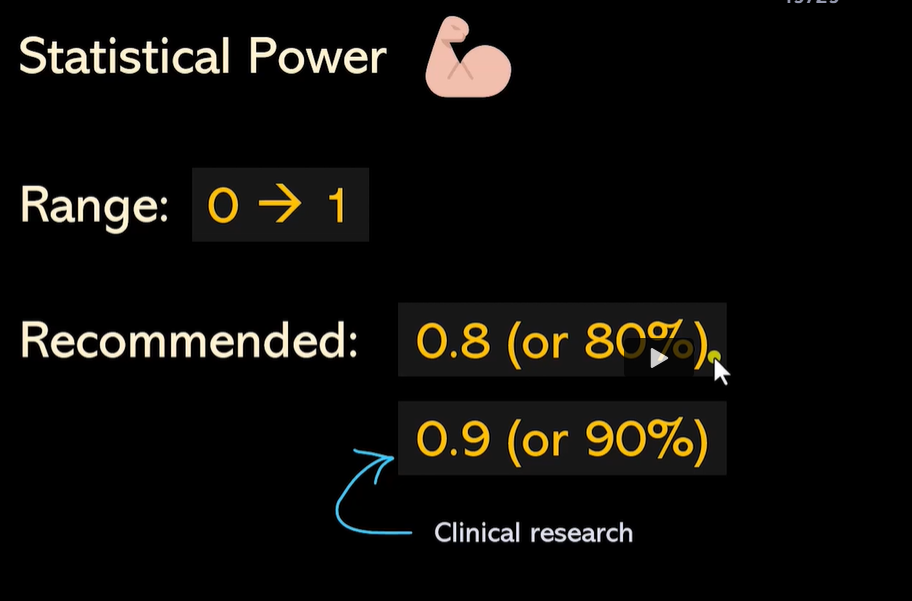 Statistical Power
Range: 0 → 1
Recommended: 0.8 (or 80%)
0.9 (or 90%)
Clinical research